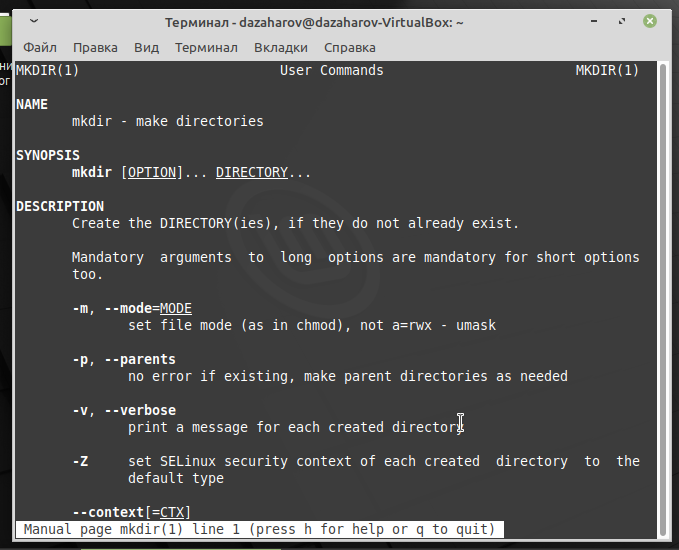 Терминал - dazaharov@dazaharov-VirtualBox: ~
Файл Правка Вид Терминал Вкладки Справка
ни
ог
MKDIR(1) User Commands MKDIR(1)
NAME
mkdir - make directories
SYNOPSIS
mkdir [OPTION]... DIRECTORY...
DESCRIPTION
Create the DIRECTORY(ies), if they do not already exist.
Mandatory arguments to long options are mandatory for short options
too.
-m, --mode=MODE
set file mode (as in chmod), not a=rwx - umask
-p, --parents
no error if existing, make parent directories as needed
-v, --verbose
print a message for each created directory
-Z set SELinux security context of each created directory to the
default type
--context[=CTX]
Manual page mkdir(1) line 1 (press h for help or q to quit)